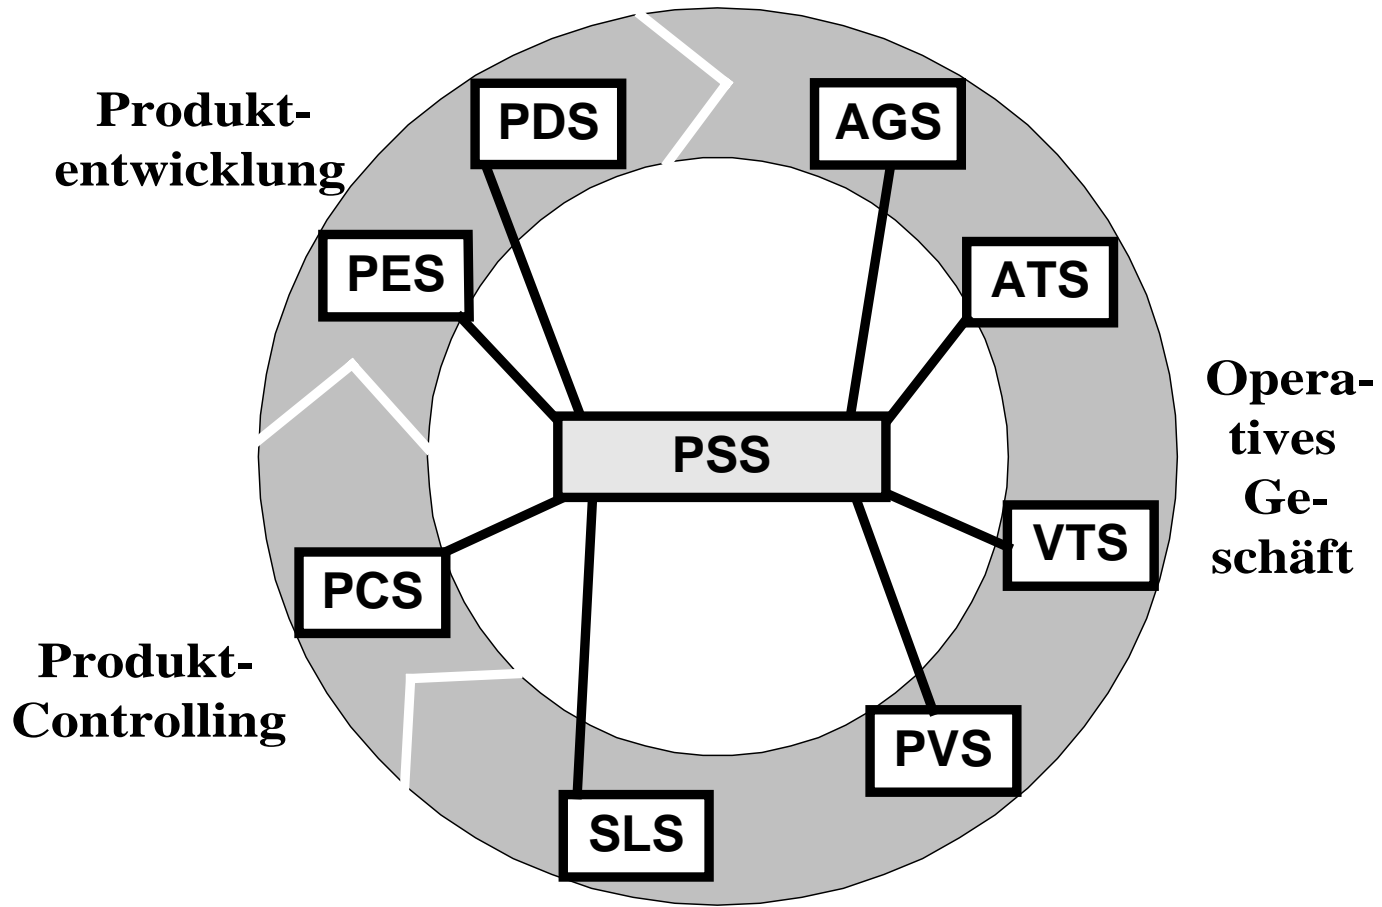 Produkt-
entwicklung
PDS
AGS
PES
ATS
Opera-
tives
Ge-
schäft
PSS
VTS
PCS
Produkt-
Controlling
PVS
SLS